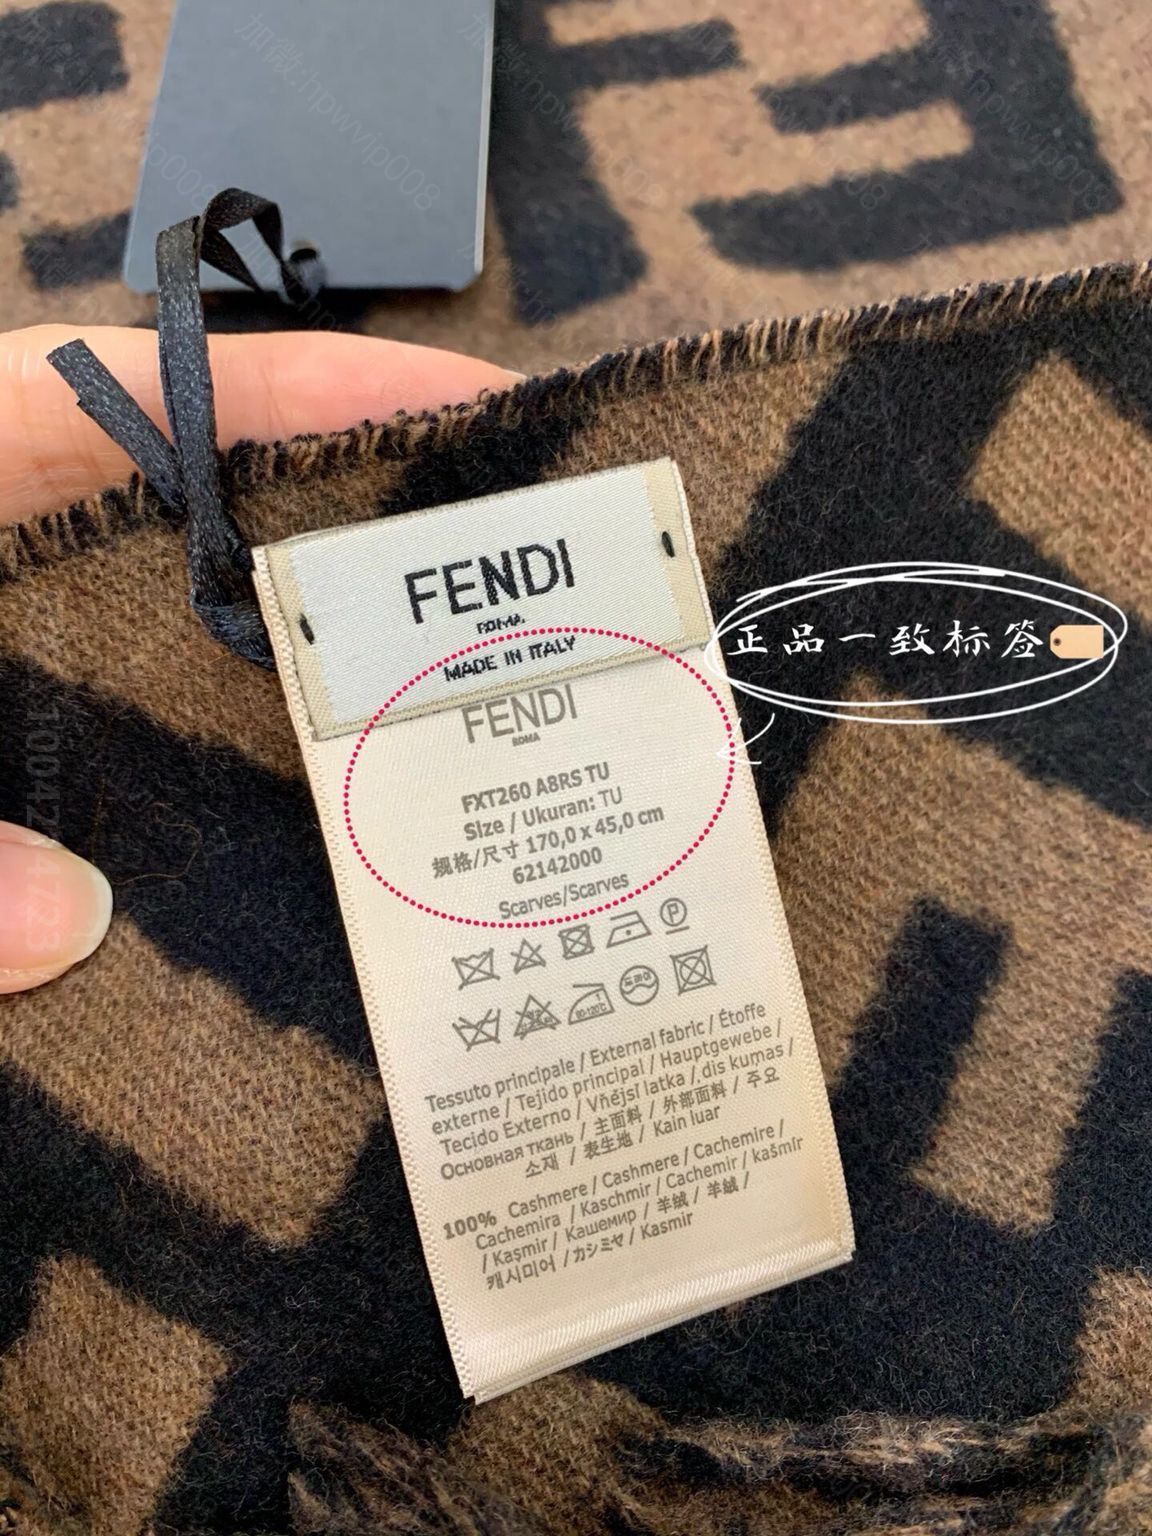 加微:hpwvip008
FENDI
ROMA
MADE IN ITALY
正品一致标签
FENDI
ROMA
FXT260 A8RS TU
Size / Ukuran: TU
规格/尺寸 170,0 x 45,0 cm
62142000
Scarves/Scarves
P
Tessuto principale / External fabric / Étoffe
externe / Tejido principal / Hauptgewebe /
Tecido Externo / Vñéjsí latka / dis kumas /
Основная ткань / 主面料 / 外部面料 / 주요
소재 / 表生地 / Kain luar
100% Cashmere / Cashmere / Cachemire /
Cachemira / Kaschmir / Cachemir / kašmír
/ Kaşmir / Кашемир / 羊绒 / 羊絨 /
캐시미어 / カシミヤ / Kasmir